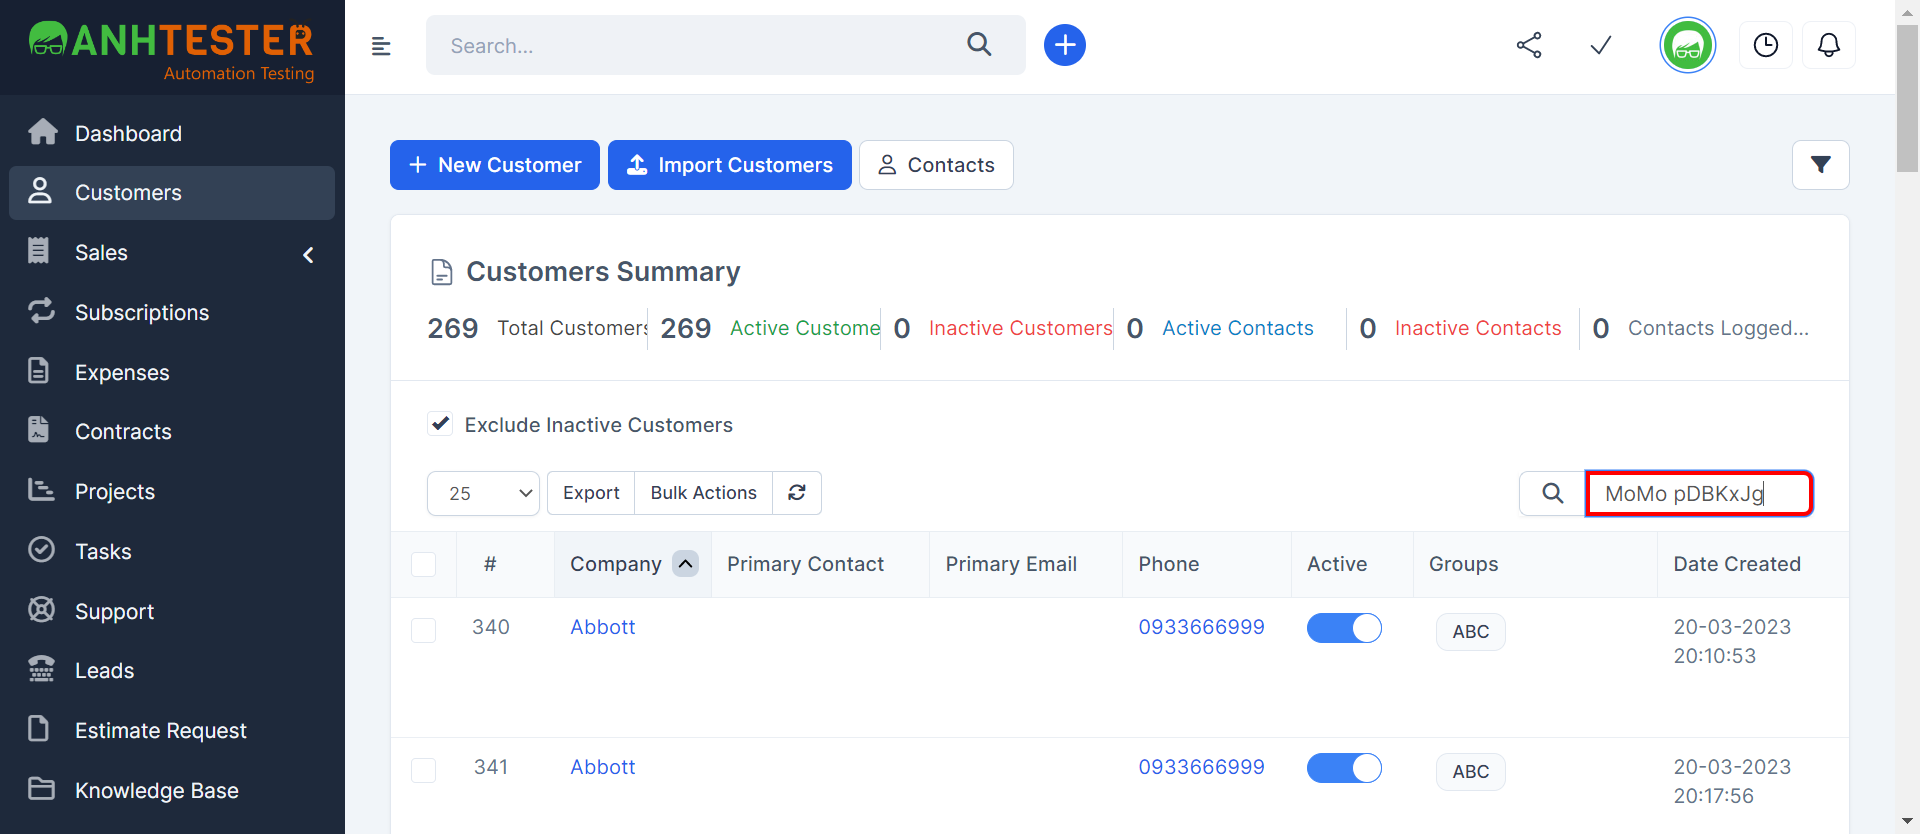 ANHTESTER
Automation Testing
Search...
Dashboard
Customers
Sales
Subscriptions
Expenses
Contracts
Projects
Tasks
Support
Leads
Estimate Request
Knowledge Base
New Customer
Import Customers
Contacts
Customers Summary
269 Total Customers
269 Active Custome
0 Inactive Customers
0 Active Contacts
0 Inactive Contacts
0 Contacts Logged...
Exclude Inactive Customers
25
Export
Bulk Actions
MoMo pDBKxJg
# Company Primary Contact Primary Email Phone Active Groups Date Created
340 Abbott 0933666999 ABC 20-03-2023
20:10:53
341 Abbott 0933666999 ABC 20-03-2023
20:17:56